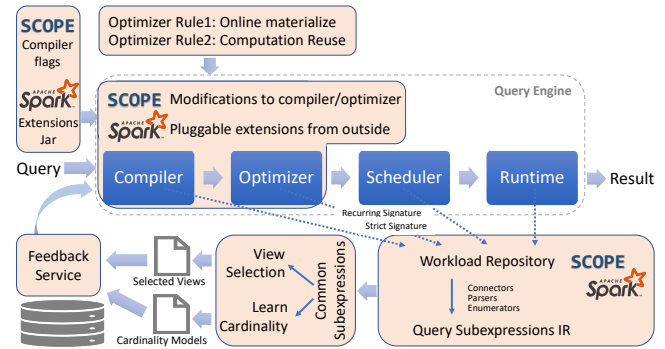 SCOPE
Compiler
flags
APACHE
Spark™
Extensions
Jar
Optimizer Rule1: Online materialize
Optimizer Rule2: Computation Reuse
Query Engine
SCOPE Modifications to compiler/optimizer
APACHE
Spark™ Pluggable extensions from outside
Query
Compiler
Optimizer
Scheduler
Runtime
Result
Recurring Signature
Strict Signature
Feedback
Service
Selected Views
Cardinality Models
View
Selection
Learn
Cardinality
Common
Subexpressions
Workload Repository
SCOPE
APACHE
Spark™
Connectors
Parsers
Enumerators
Query Subexpressions IR